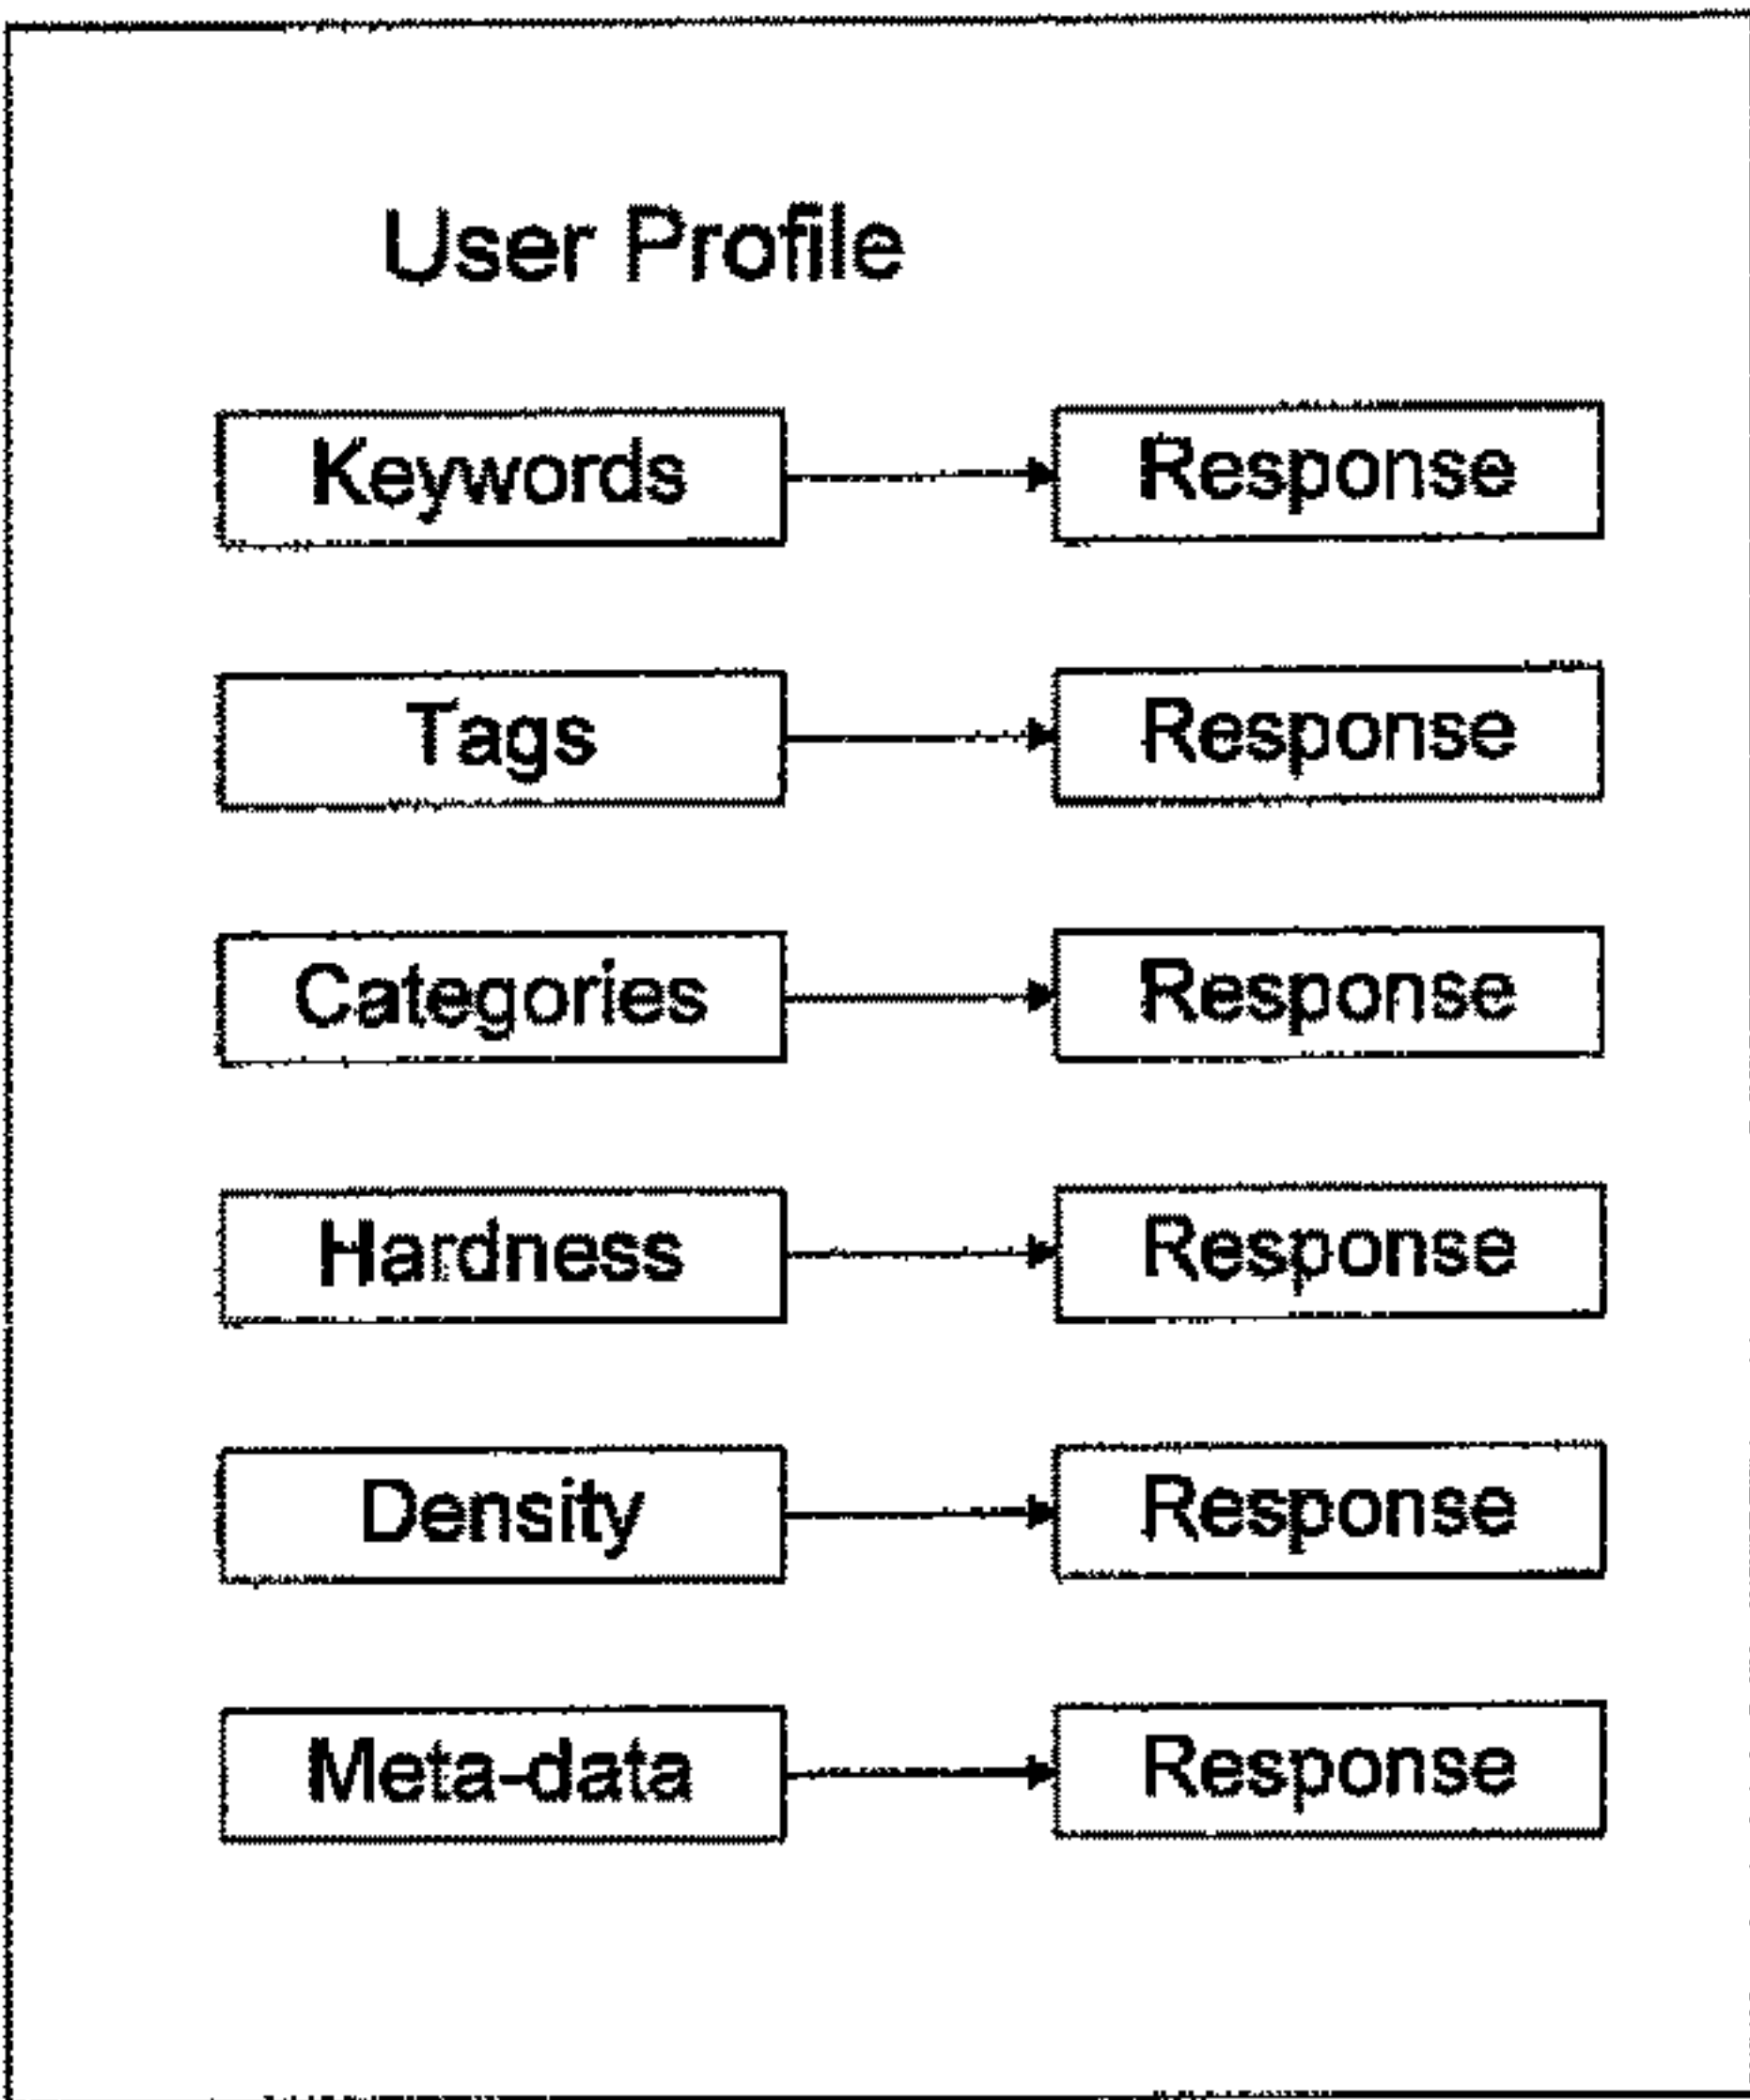 User Profile
Keywords Response
Tags Response
Categories Response
Hardness Response
Density Response
Meta-data Response